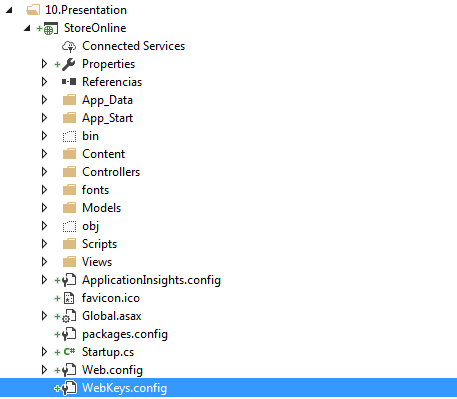 10.Presentation
StoreOnline
Connected Services
Properties
Referencias
App_Data
App_Start
bin
Content
Controllers
fonts
Models
obj
Scripts
Views
ApplicationInsights.config
favicon.ico
Global.asax
packages.config
C# Startup.cs
Web.config
WebKeys.config